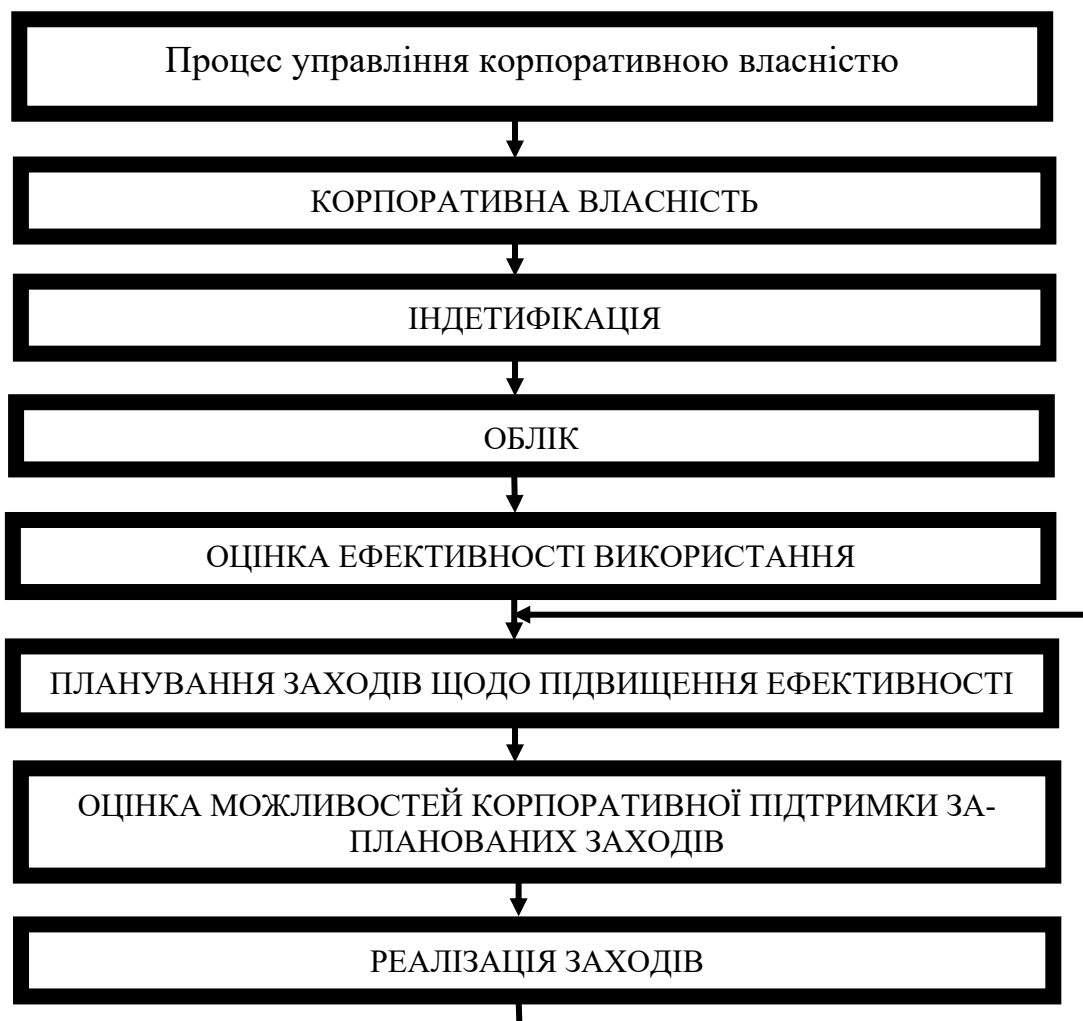 Процес управління корпоративною власністю
КОРПОРАТИВНА ВЛАСНІСТЬ
ІНДЕТИФІКАЦІЯ
ОБЛІК
ОЦІНКА ЕФЕКТИВНОСТІ ВИКОРИСТАННЯ
ПЛАНУВАННЯ ЗАХОДІВ ЩОДО ПІДВИЩЕННЯ ЕФЕКТИВНОСТІ
ОЦІНКА МОЖЛИВОСТЕЙ КОРПОРАТИВНОЇ ПІДТРИМКИ ЗА-
ПЛАНОВАНИХ ЗАХОДІВ
РЕАЛІЗАЦІЯ ЗАХОДІВ